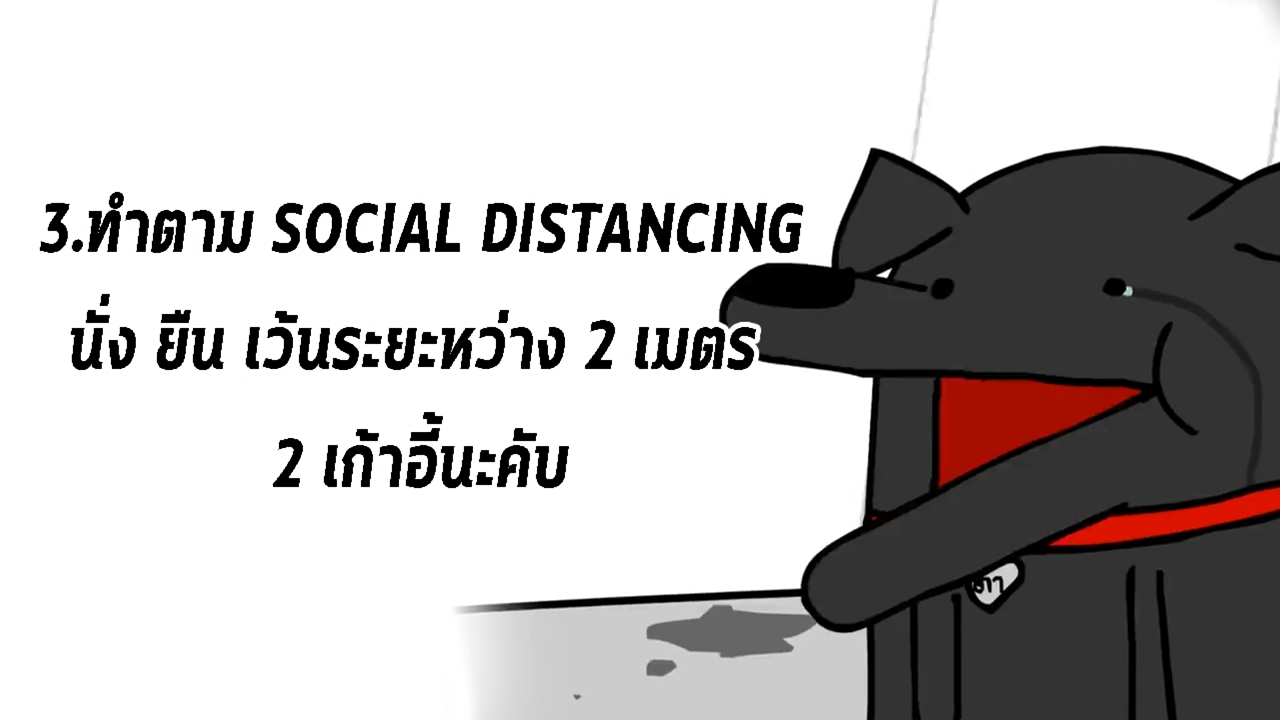 3.ทำตาม SOCIAL DISTANCING
นั่ง ยืน เว้นระยะหว่าง 2 เมตร
2 เก้าอี้นะคับ